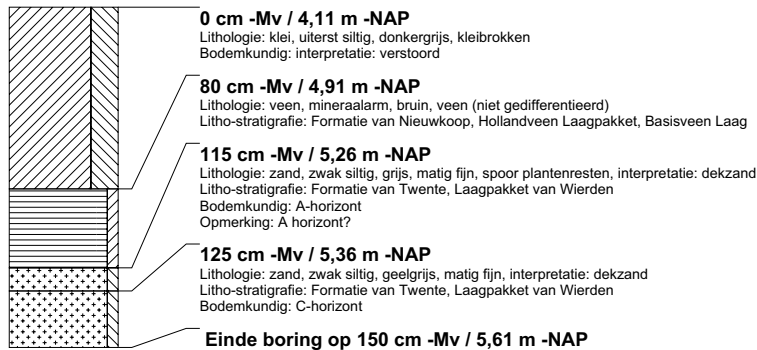 0 cm -Mv / 4,11 m -NAP
Lithologie: klei, uiterst siltig, donkergrijs, kleibrokken
Bodemkundig: interpretatie: verstoord
80 cm -Mv / 4,91 m -NAP
Lithologie: veen, mineraalarm, bruin, veen (niet gedifferentieerd)
Litho-stratigrafie: Formatie van Nieuwkoop, Hollandveen Laagpakket, Basisveen Laag
115 cm -Mv / 5,26 m -NAP
Lithologie: zand, zwak siltig, grijs, matig fijn, spoor plantenresten, interpretatie: dekzand
Litho-stratigrafie: Formatie van Twente, Laagpakket van Wierden
Bodemkundig: A-horizont
Opmerking: A horizont?
125 cm -Mv / 5,36 m -NAP
Lithologie: zand, zwak siltig, geelgrijs, matig fijn, interpretatie: dekzand
Litho-stratigrafie: Formatie van Twente, Laagpakket van Wierden
Bodemkundig: C-horizont
Einde boring op 150 cm -Mv / 5,61 m -NAP